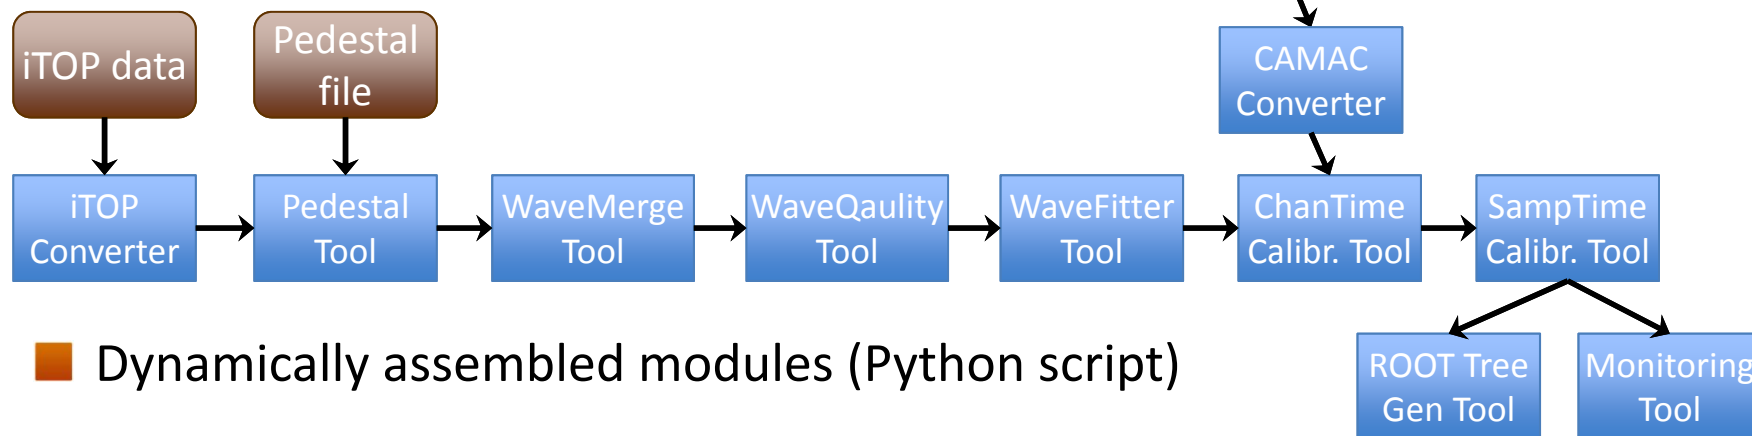 iTOP data
Pedestal
file
CAMAC
Converter
iTOP
Converter
Pedestal
Tool
WaveMerge
Tool
WaveQaulity
Tool
WaveFitter
Tool
ChanTime
Calibr. Tool
SampTime
Calibr. Tool
Dynamically assembled modules (Python script)
ROOT Tree
Gen Tool
Monitoring
Tool